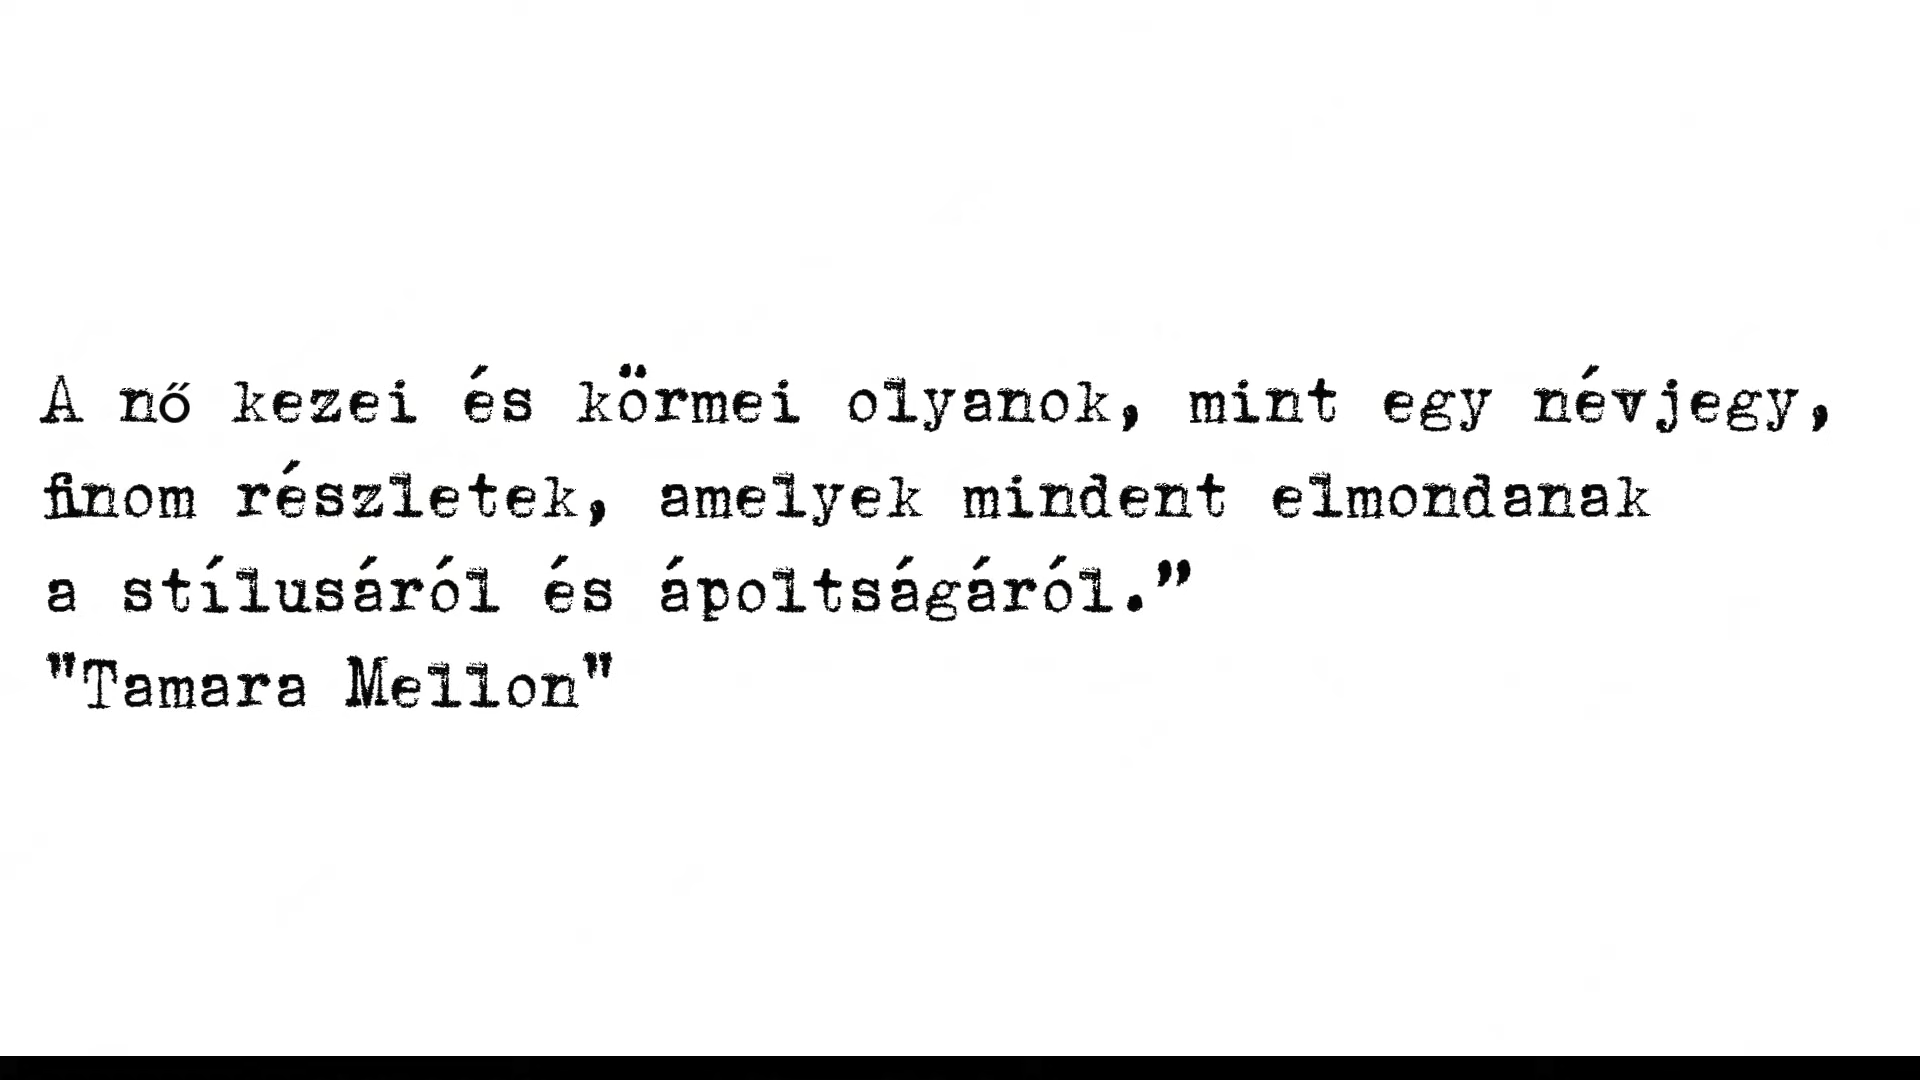 A nő kezei és körmei olyanok, mint egy névjegy,
finom részletek, amelyek mindent elmondanak
a stílusáról és ápoltságáról.”
"Tamara Mellon"